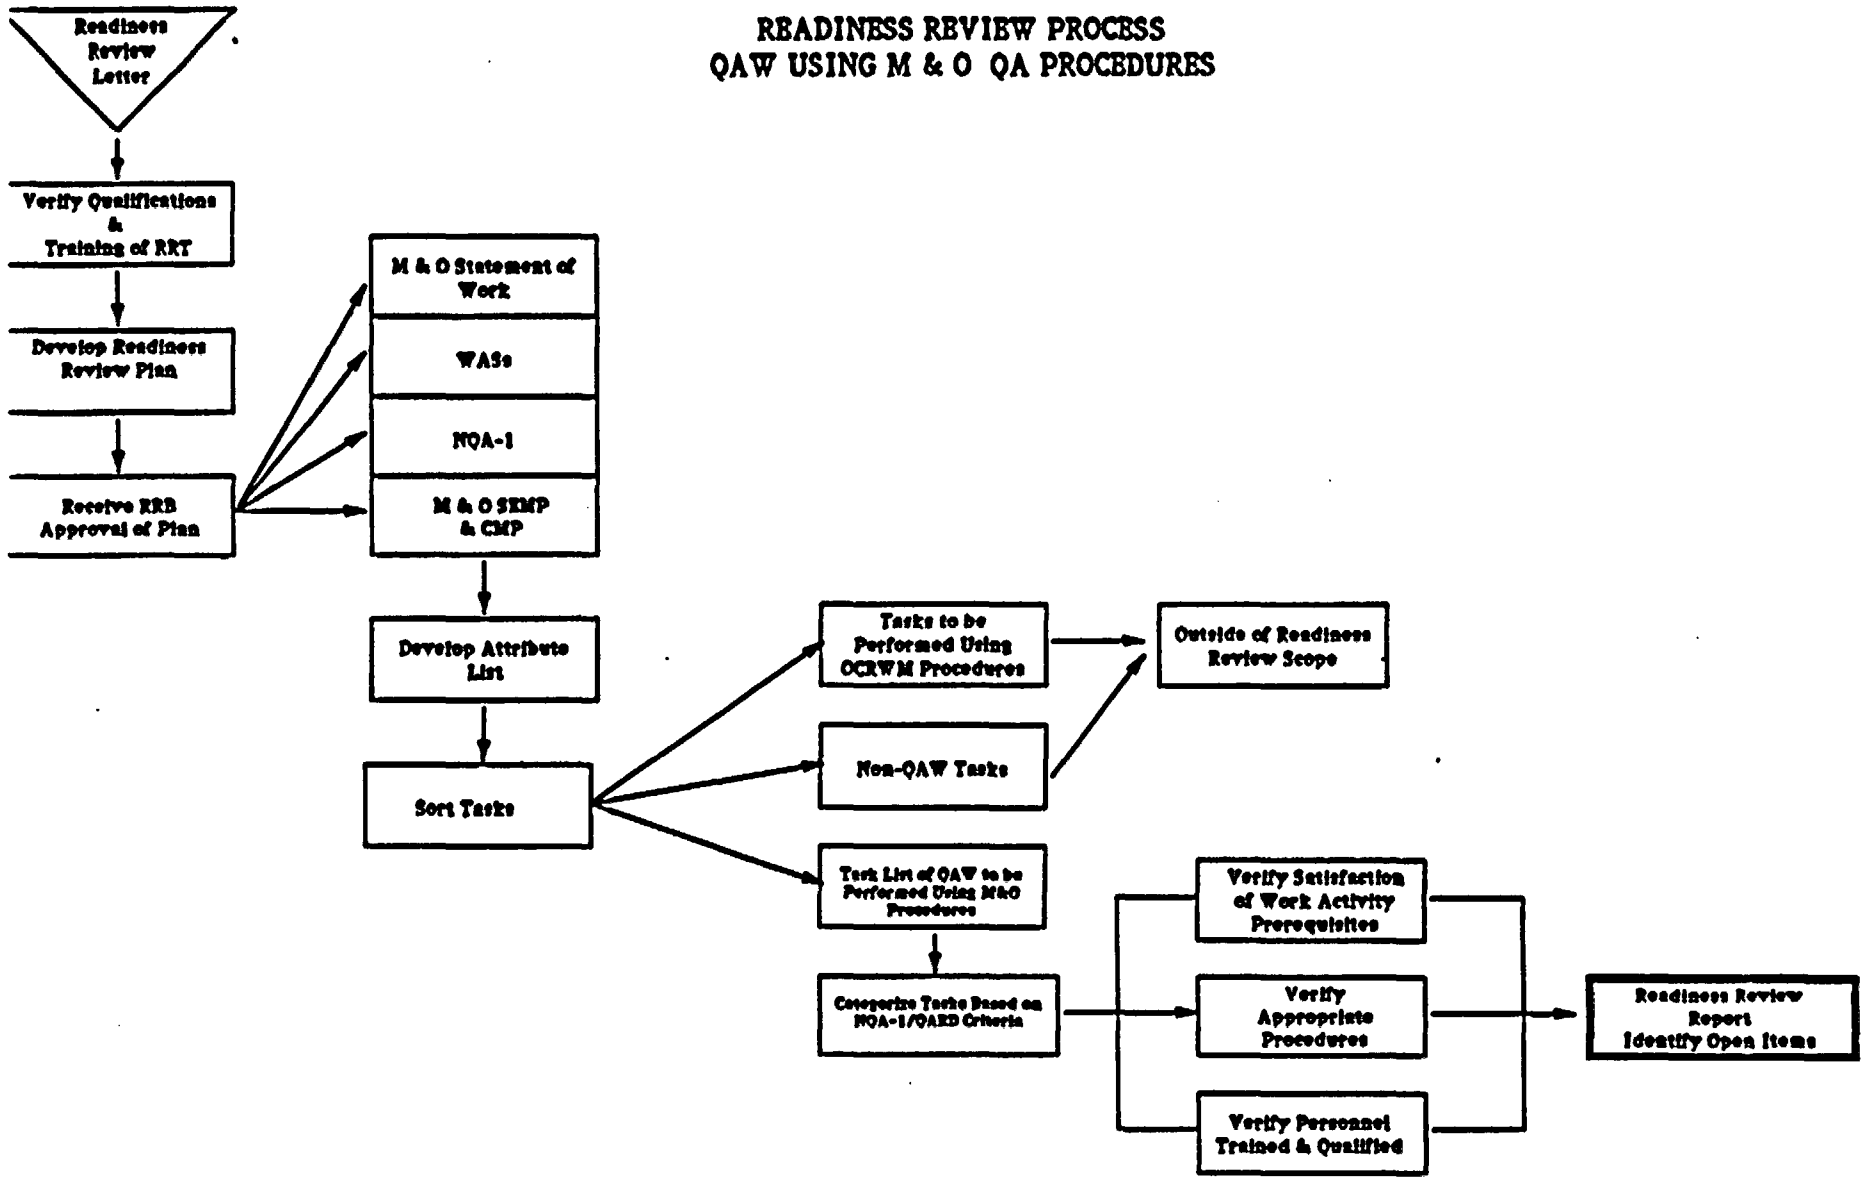 READINESS REVIEW PROCESS
QAW USING M & O QA PROCEDURES
Readiness
Review
Letter
Verify Qualifications
&
Training of RRT
Develop Readiness
Review Plan
Receive RRB
Approval of Plan
M & O Statement of
Work
WASs
NQA-1
M & O SEMP
& CMP
Develop Attribute
List
Sort Tasks
Tasks to be
Performed Using
OCRWM Procedures
Outside of Readiness
Review Scope
Non-QAW Tasks
Task List of QAW to be
Performed Using M&O
Procedures
Categorize Tasks Based on
NQA-1/QARD Criteria
Verify Satisfaction
of Work Activity
Prerequisites
Verify
Appropriate
Procedures
Verify Personnel
Trained & Qualified
Readiness Review
Report
Identify Open Items